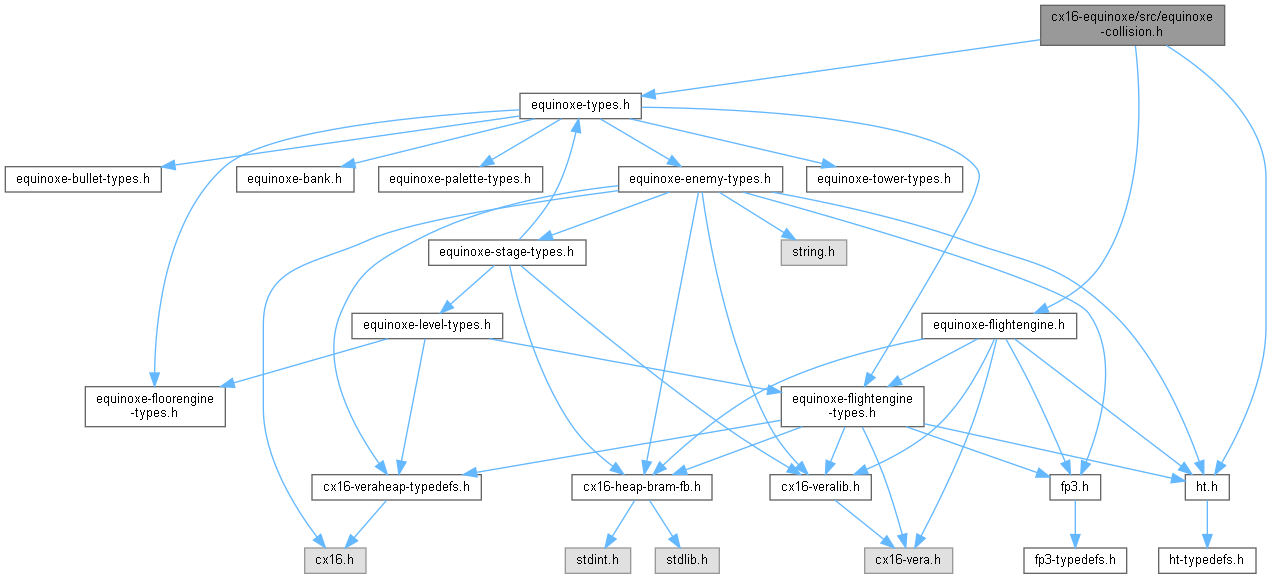 cx16-equinoxe/src/equinoxe
-collision.h
equinoxe-types.h
equinoxe-bullet-types.h
equinoxe-bank.h
equinoxe-palette-types.h
equinoxe-enemy-types.h
equinoxe-tower-types.h
equinoxe-stage-types.h
string.h
equinoxe-level-types.h
equinoxe-flightengine.h
equinoxe-floorengine
-types.h
equinoxe-flightengine
-types.h
cx16-veraheap-typedefs.h
cx16-heap-bram-fb.h
cx16-veralib.h
fp3.h
ht.h
cx16.h
stdint.h
stdlib.h
cx16-vera.h
fp3-typedefs.h
ht-typedefs.h